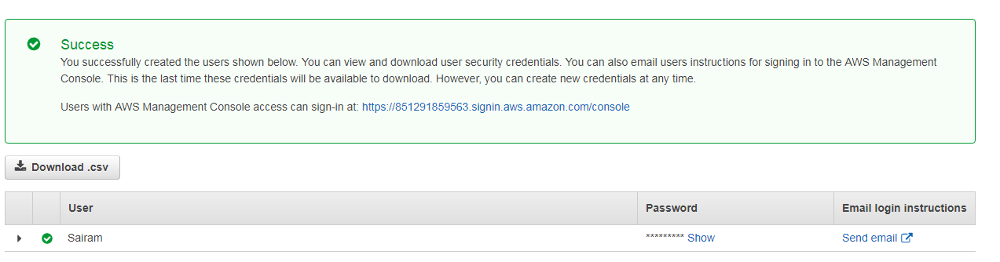 Success
You successfully created the users shown below. You can view and download user security credentials. You can also email users instructions for signing in to the AWS Management
Console. This is the last time these credentials will be available to download. However, you can create new credentials at any time.
Users with AWS Management Console access can sign-in at: https://851291859563.signin.aws.amazon.com/console
Download .csv
User Password Email login instructions
Sairam ********* Show Send email